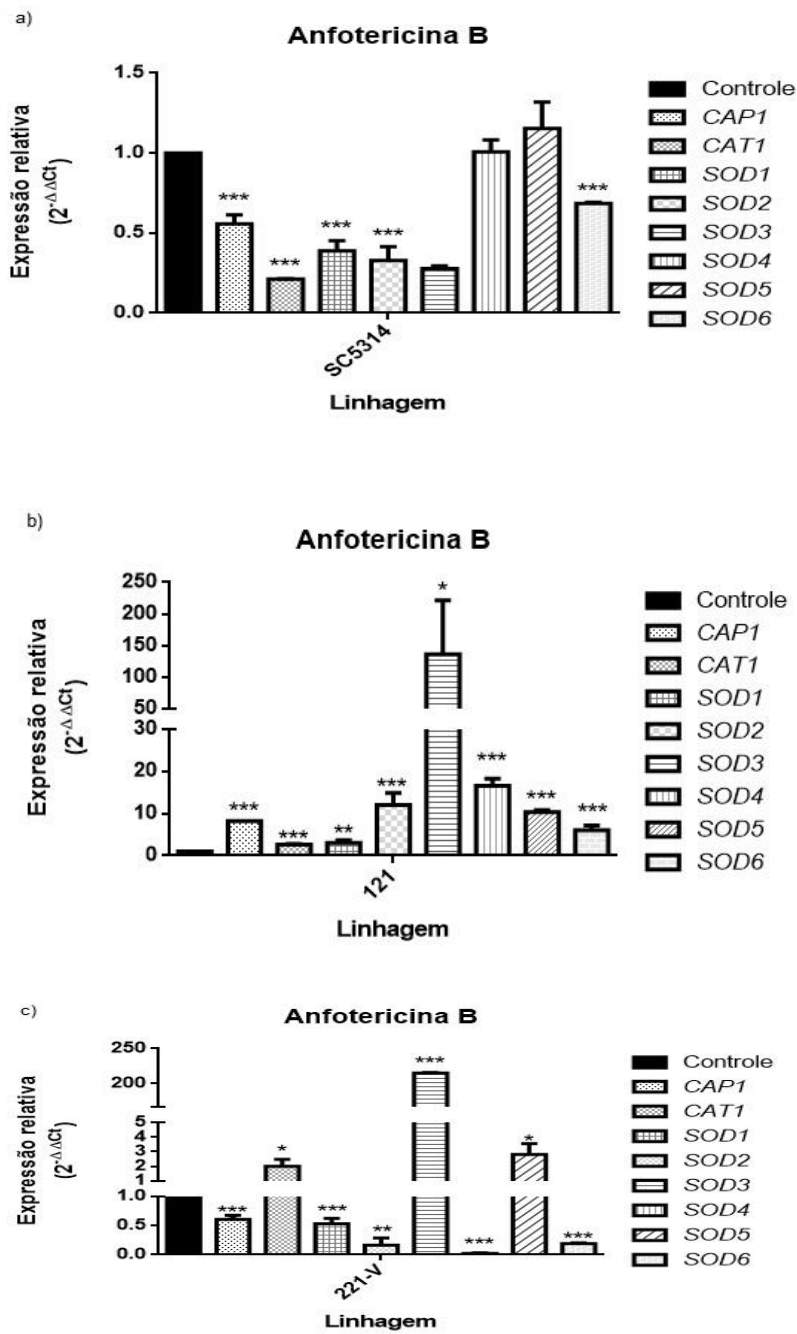 a)
Anfotericina B
Expressão relativa
(2-ΔΔCt)
1.5
1.0
0.5
0.0
***
***
***
***
***
SC5314
Linhagem
Controle
CAP1
CAT1
SOD1
SOD2
SOD3
SOD4
SOD5
SOD6
b)
Anfotericina B
Expressão relativa
(2-ΔΔCt)
250
200
150
100
50
30
20
10
0
***
***
**
***
*
***
***
***
121
Linhagem
Controle
CAP1
CAT1
SOD1
SOD2
SOD3
SOD4
SOD5
SOD6
c)
Anfotericina B
Expressão relativa
(2-ΔΔCt)
250
200
5
4
3
2
1
1.0
0.5
0.0
***
*
***
**
***
***
*
***
221-V
Linhagem
Controle
CAP1
CAT1
SOD1
SOD2
SOD3
SOD4
SOD5
SOD6